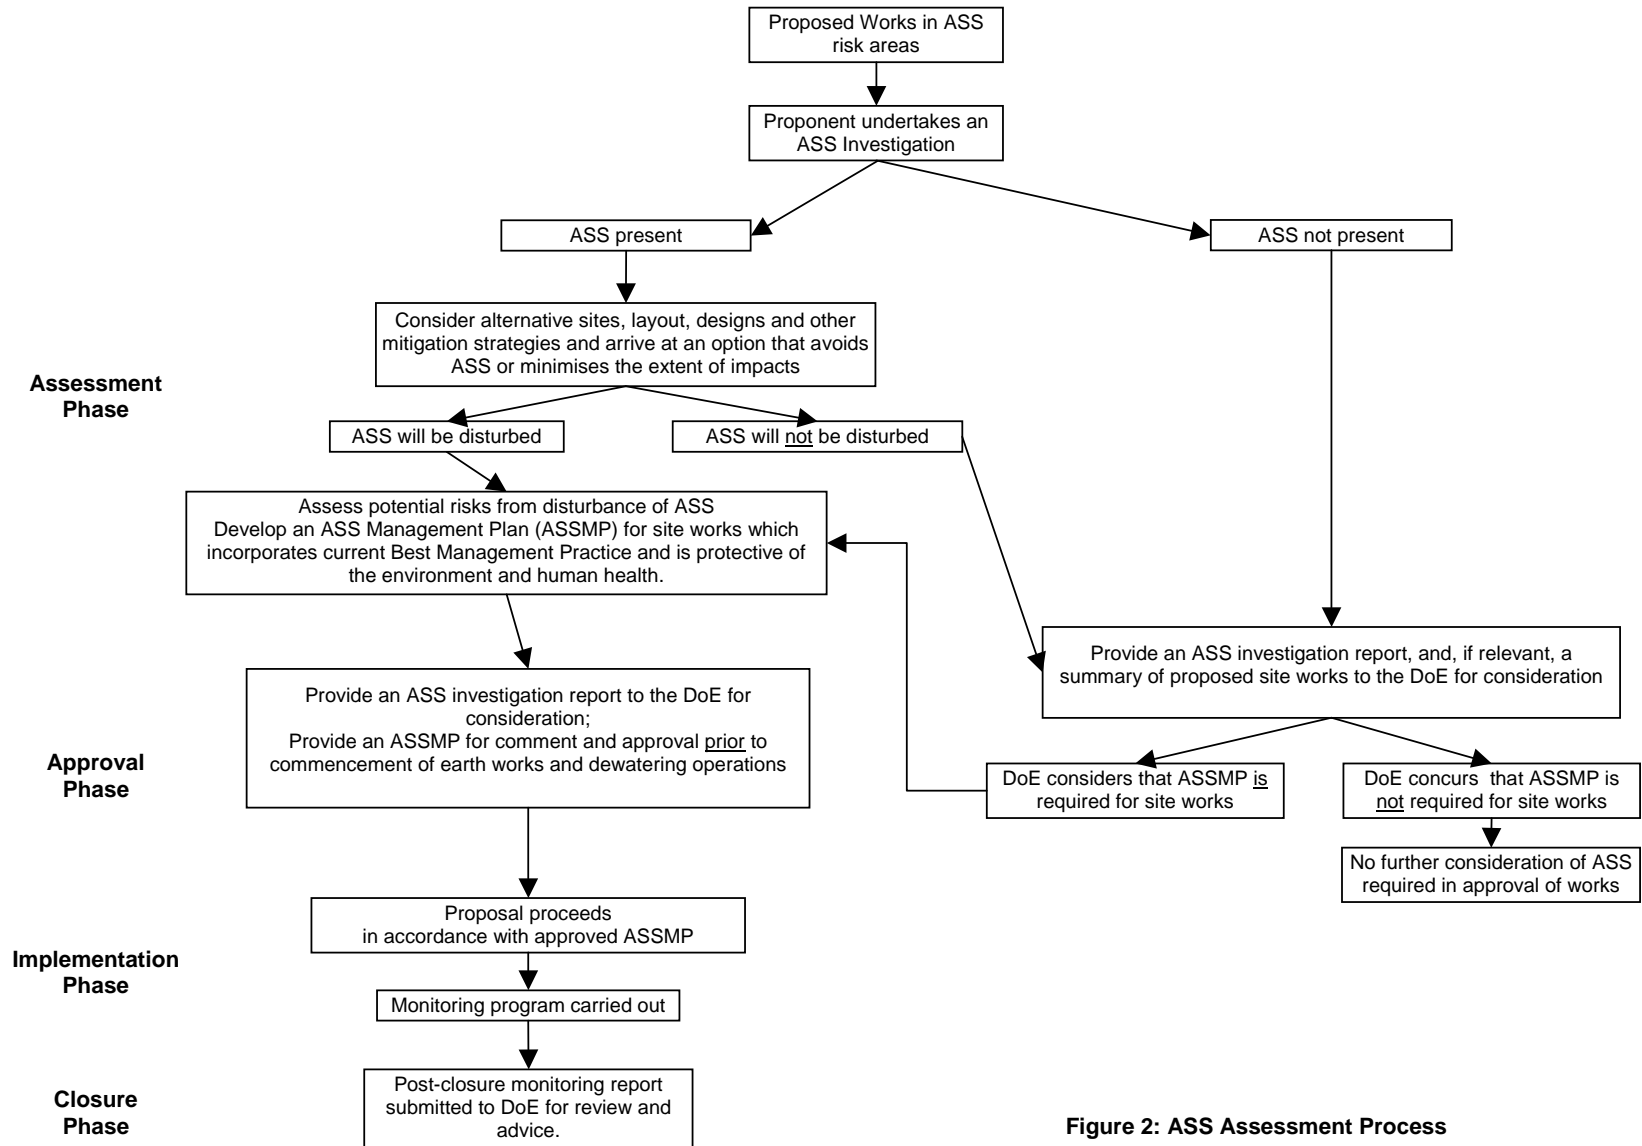 Proposed Works in ASS
risk areas
Proponent undertakes an
ASS Investigation
ASS present
ASS not present
Consider alternative sites, layout, designs and other
mitigation strategies and arrive at an option that avoids
ASS or minimises the extent of impacts
Assessment
Phase
ASS will be disturbed
ASS will not be disturbed
Assess potential risks from disturbance of ASS
Develop an ASS Management Plan (ASSMP) for site works which
incorporates current Best Management Practice and is protective of
the environment and human health.
Provide an ASS investigation report, and, if relevant, a
summary of proposed site works to the DoE for consideration
Provide an ASS investigation report to the DoE for
consideration;
Provide an ASSMP for comment and approval prior to
commencement of earth works and dewatering operations
Approval
Phase
DoE considers that ASSMP is
required for site works
DoE concurs  that ASSMP is
not required for site works
No further consideration of ASS
required in approval of works
Proposal proceeds
in accordance with approved ASSMP
Implementation
Phase
Monitoring program carried out
Closure
Phase
Post-closure monitoring report
submitted to DoE for review and
advice.
Figure 2: ASS Assessment Process